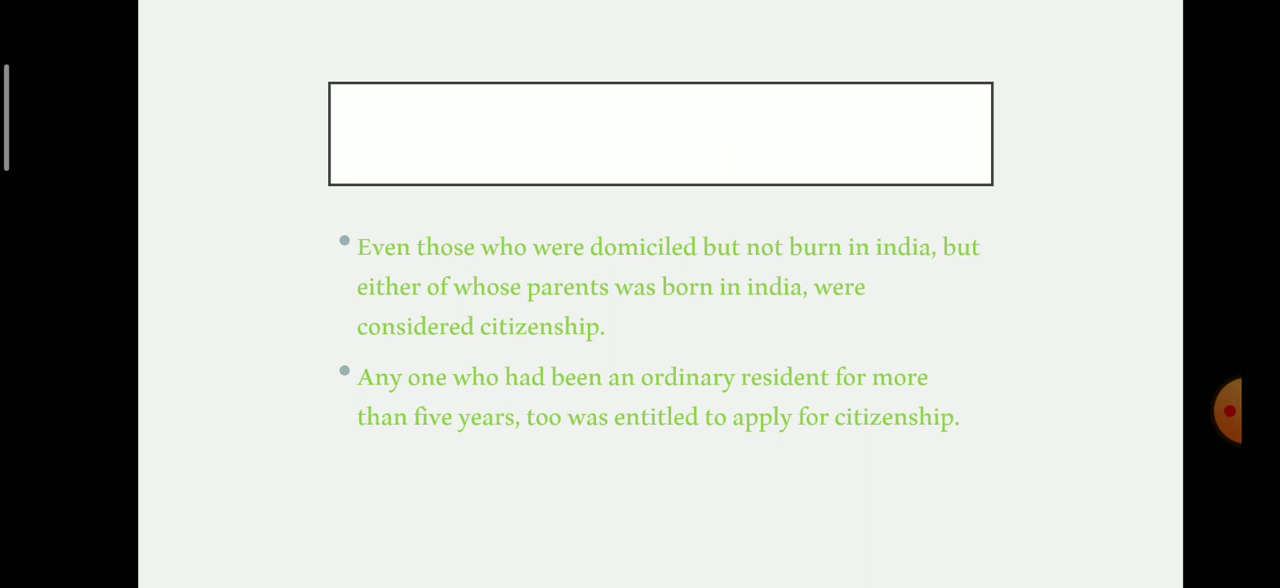 • Even those who were domiciled but not burn in india, but
either of whose parents was born in india, were
considered citizenship.
• Any one who had been an ordinary resident for more
than five years, too was entitled to apply for citizenship.